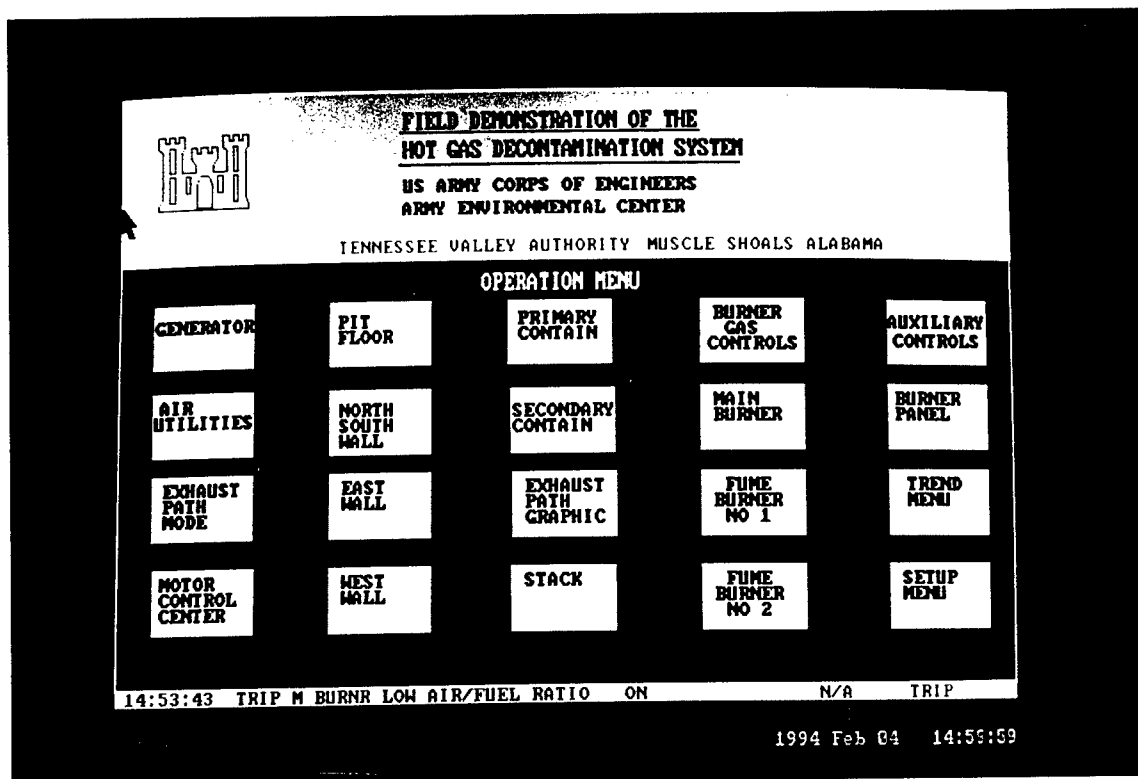 FIELD DEMONSTRATION OF THE
HOT GAS DECONTAMINATION SYSTEM
US ARMY CORPS OF ENGINEERS
ARMY ENVIRONMENTAL CENTER
TENNESSEE VALLEY AUTHORITY MUSCLE SHOALS ALABAMA
OPERATION MENU
GENERATOR
PIT
FLOOR
PRIMARY
CONTAIN
BURNER
GAS
CONTROLS
AUXILIARY
CONTROLS
AIR
UTILITIES
NORTH
SOUTH
WALL
SECONDARY
CONTAIN
MAIN
BURNER
BURNER
PANEL
EXHAUST
PATH
MODE
EAST
WALL
EXHAUST
PATH
GRAPHIC
FUME
BURNER
NO 1
TREND
MENU
MOTOR
CONTROL
CENTER
WEST
WALL
STACK
FUME
BURNER
NO 2
SETUP
MENU
14:53:43 TRIP M BURNR LOW AIR/FUEL RATIO ON N/A TRIP
1994 Feb 04 14:59:59